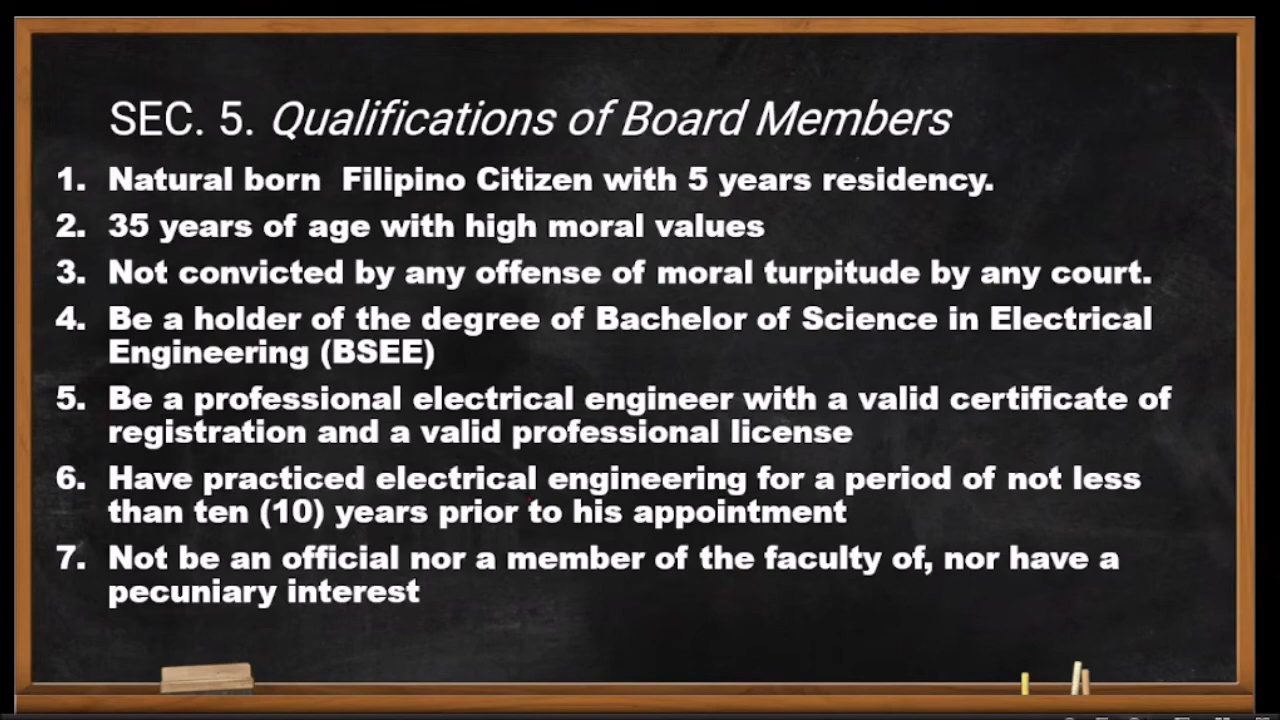 SEC. 5. Qualifications of Board Members
1. Natural born Filipino Citizen with 5 years residency.
2. 35 years of age with high moral values
3. Not convicted by any offense of moral turpitude by any court.
4. Be a holder of the degree of Bachelor of Science in Electrical
Engineering (BSEE)
5. Be a professional electrical engineer with a valid certificate of
registration and a valid professional license
6. Have practiced electrical engineering for a period of not less
than ten (10) years prior to his appointment
7. Not be an official nor a member of the faculty of, nor have a
pecuniary interest